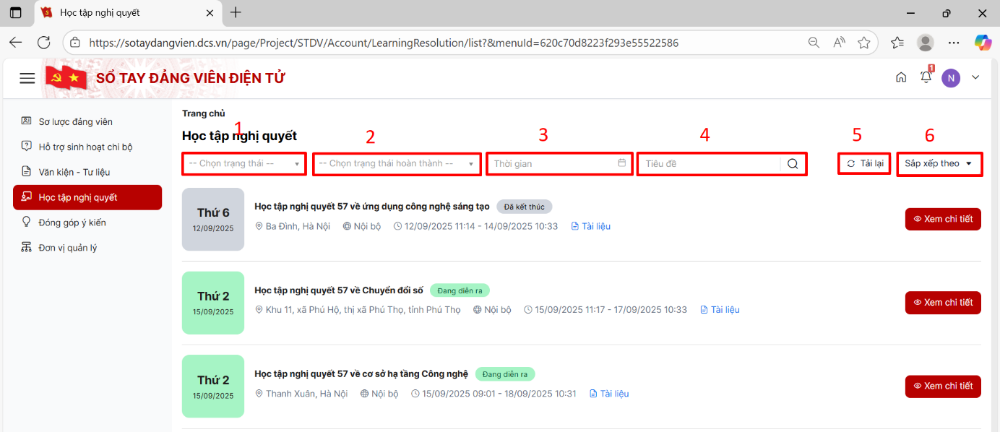 Học tập nghị quyết
https://sotaydangvien.dcs.vn/page/Project/STDV/Account/LearningResolution/list?&menuId=620c70d8223f293e55522586
SỔ TAY ĐẢNG VIÊN ĐIỆN TỬ
1
N
Sơ lược đảng viên
Hỗ trợ sinh hoạt chi bộ
Văn kiện - Tư liệu
Học tập nghị quyết
Đóng góp ý kiến
Đơn vị quản lý
Trang chủ
Học tập nghị quyết
1 2 3 4 5 6
-- Chọn trạng thái -- -- Chọn trạng thái hoàn thành -- Thời gian Tiêu đề Tải lại Sắp xếp theo
Thứ 6
12/09/2025
Học tập nghị quyết 57 về ứng dụng công nghệ sáng tạo Đã kết thúc
Ba Đình, Hà Nội Nội bộ 12/09/2025 11:14 - 14/09/2025 10:33 Tài liệu
Xem chi tiết
Thứ 2
15/09/2025
Học tập nghị quyết 57 về Chuyển đổi số Đang diễn ra
Khu 11, xã Phú Hộ, thị xã Phú Thọ, tỉnh Phú Thọ Nội bộ 15/09/2025 11:17 - 17/09/2025 10:33 Tài liệu
Xem chi tiết
Thứ 2
15/09/2025
Học tập nghị quyết 57 về cơ sở hạ tầng Công nghệ Đang diễn ra
Thanh Xuân, Hà Nội Nội bộ 15/09/2025 09:01 - 18/09/2025 10:31 Tài liệu
Xem chi tiết